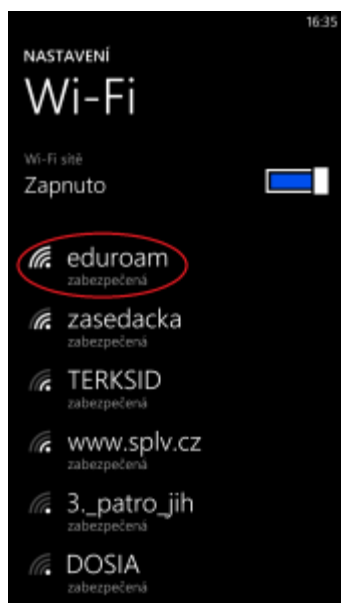 16:35
NASTAVENÍ
Wi-Fi
Wi-Fi sítě
Zapnuto
eduroam
zabezpečená
zasedacka
zabezpečená
TERKSID
zabezpečená
www.splv.cz
zabezpečená
3._patro_jih
zabezpečená
DOSIA
zabezpečená